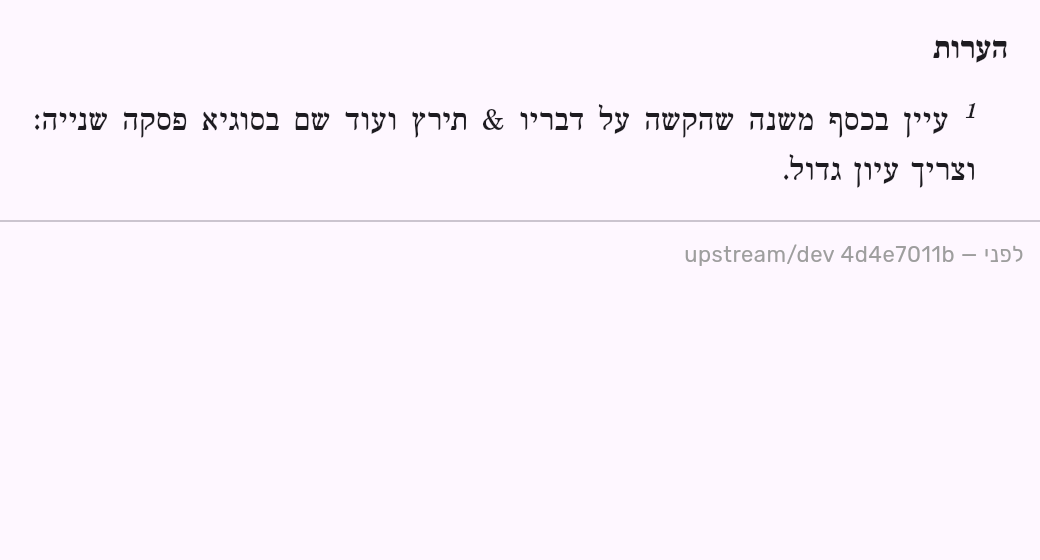 הערות
1 עיין בכסף משנה שהקשה על דבריו & תירץ ועוד שם בסוגיא פסקה שנייה:
וצריך עיון גדול.
לפני – upstream/dev 4d4e7011b